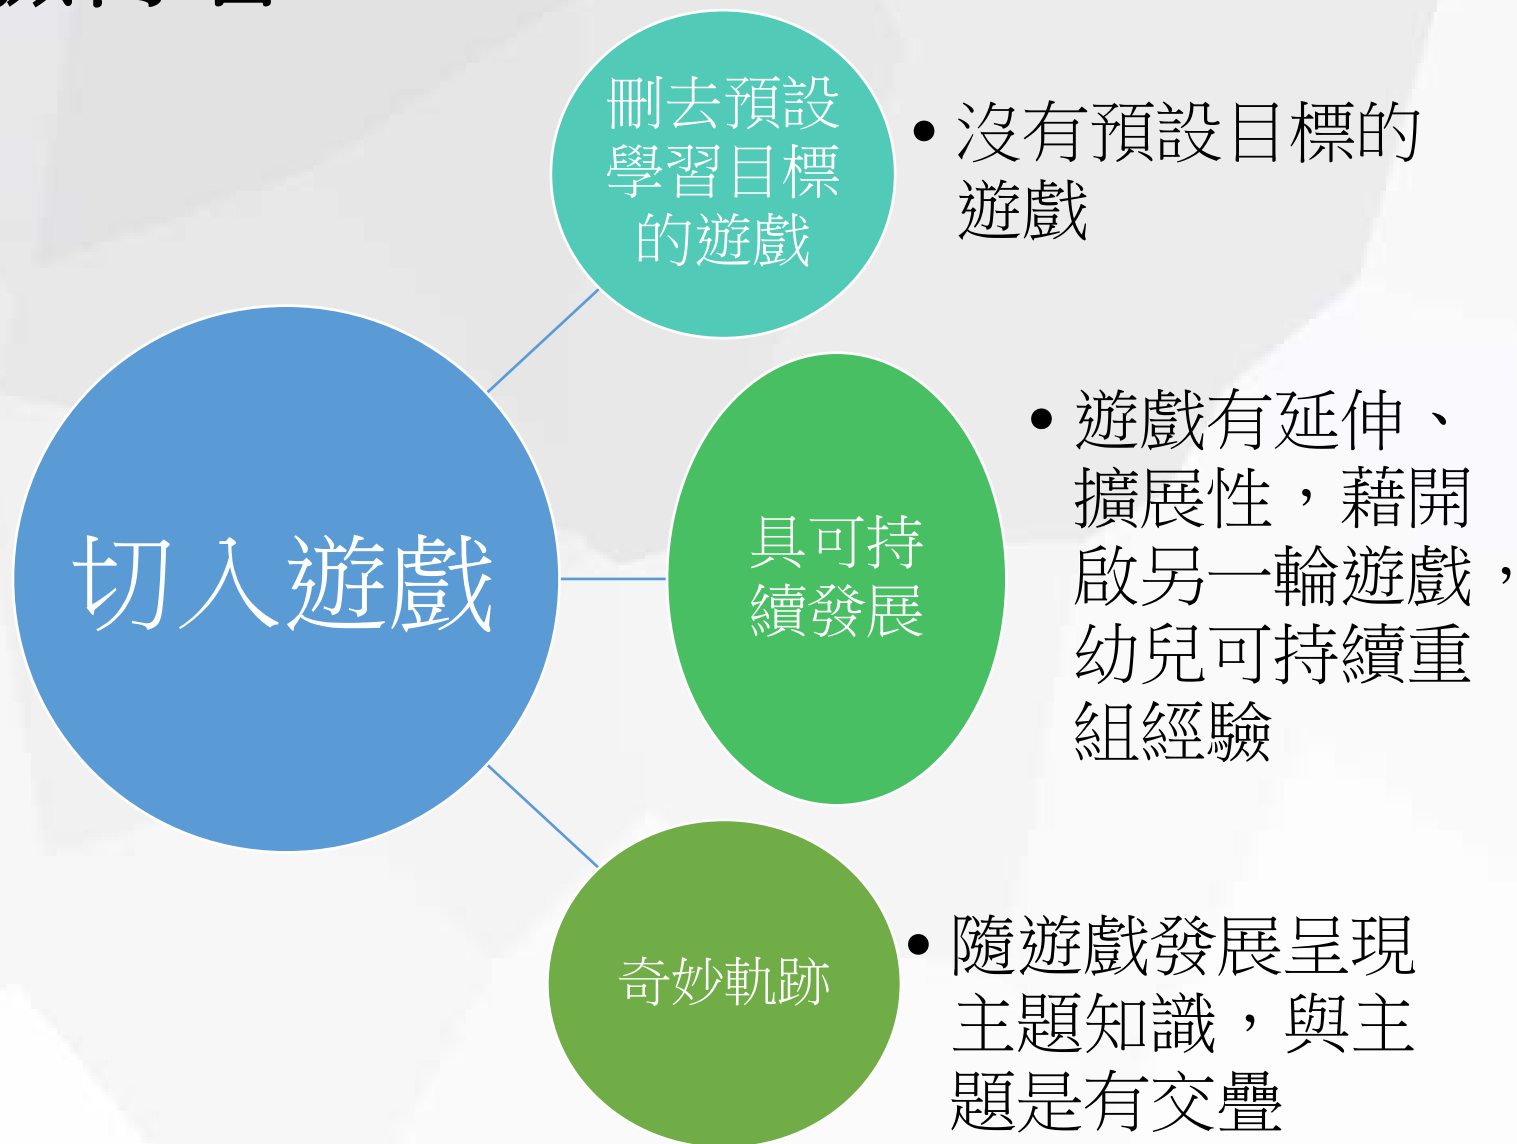 切入遊戲
刪去預設
學習目標
的遊戲
• 沒有預設目標的
遊戲
具可持
續發展
• 遊戲有延伸、
擴展性，藉開
啟另一輪遊戲，
幼兒可持續重
組經驗
奇妙軌跡
• 隨遊戲發展呈現
主題知識，與主
題是有交疊